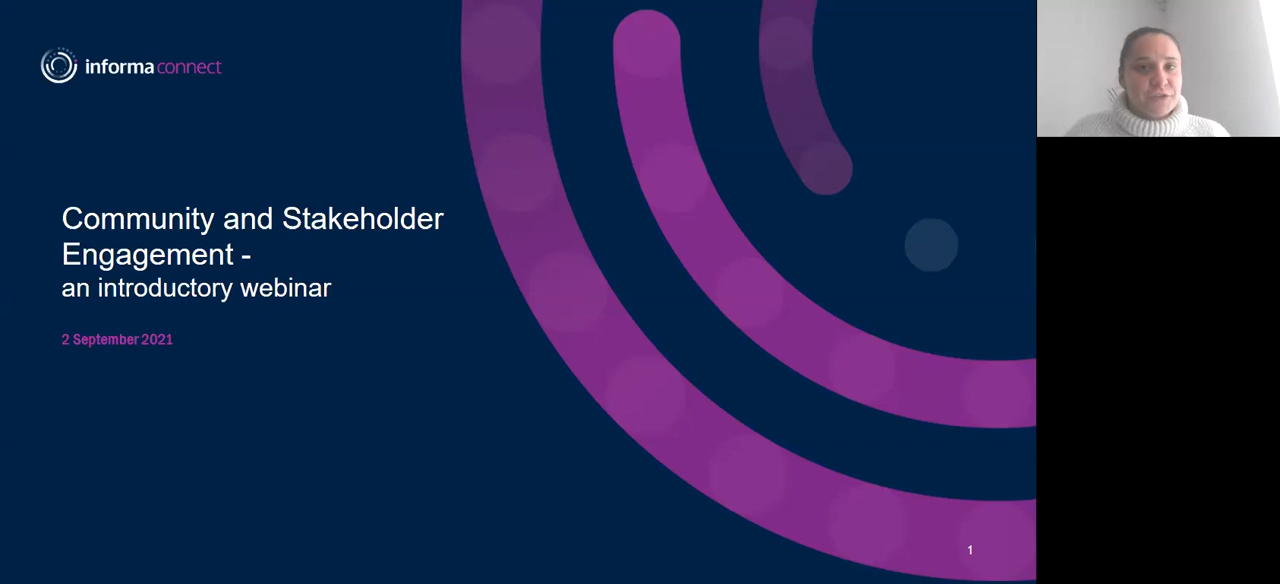 informa connect
Community and Stakeholder
Engagement -
an introductory webinar
2 September 2021
1